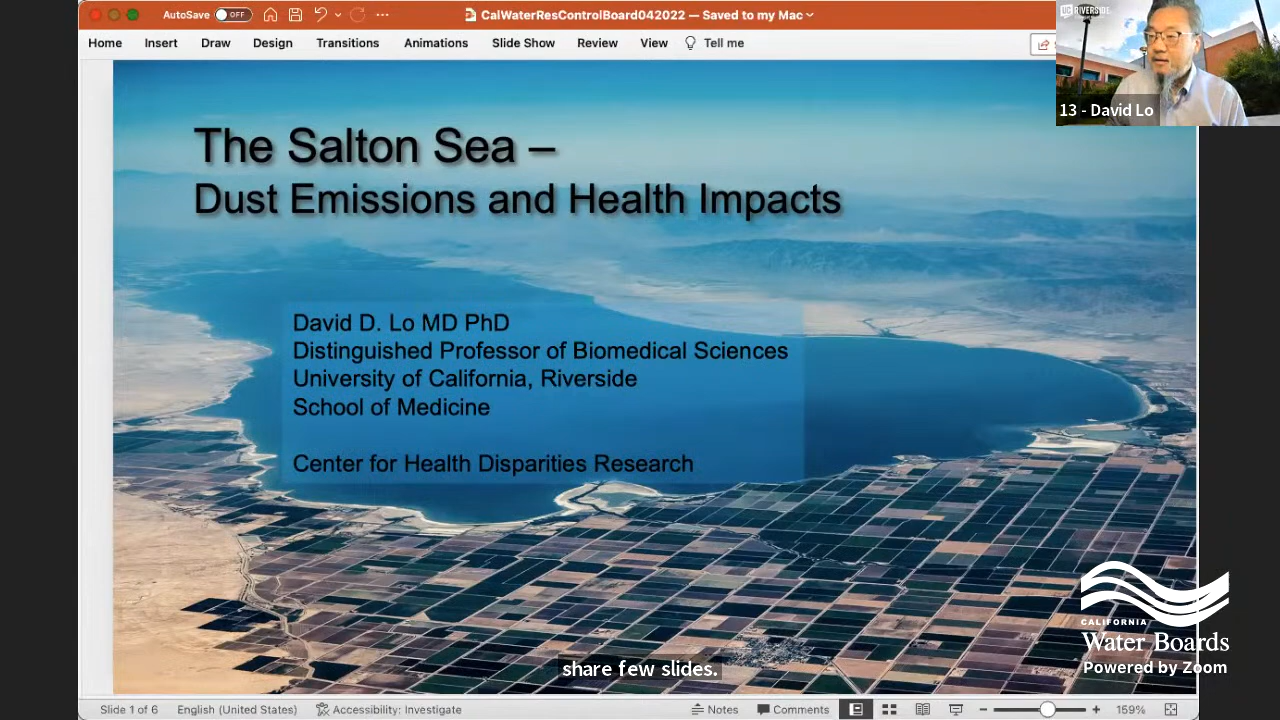 AutoSave OFF
CalWaterResControlBoard042022 — Saved to my Mac
Home Insert Draw Design Transitions Animations Slide Show Review View Tell me
UC RIVERSIDE
13 - David Lo
The Salton Sea –
Dust Emissions and Health Impacts
David D. Lo MD PhD
Distinguished Professor of Biomedical Sciences
University of California, Riverside
School of Medicine
Center for Health Disparities Research
CALIFORNIA
Water Boards
Powered by Zoom
share few slides.
Slide 1 of 6 English (United States) Accessibility: Investigate Notes Comments 159%